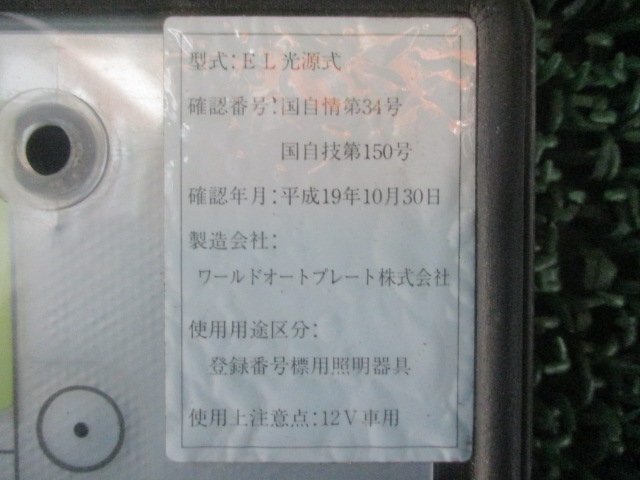 型式:EL光源式
確認番号:国自情第34号
国自技第150号
確認年月:平成19年10月30日
製造会社:
ワールドオートプレート株式会社
使用用途区分:
登録番号標用照明器具
使用上注意点:12V車用